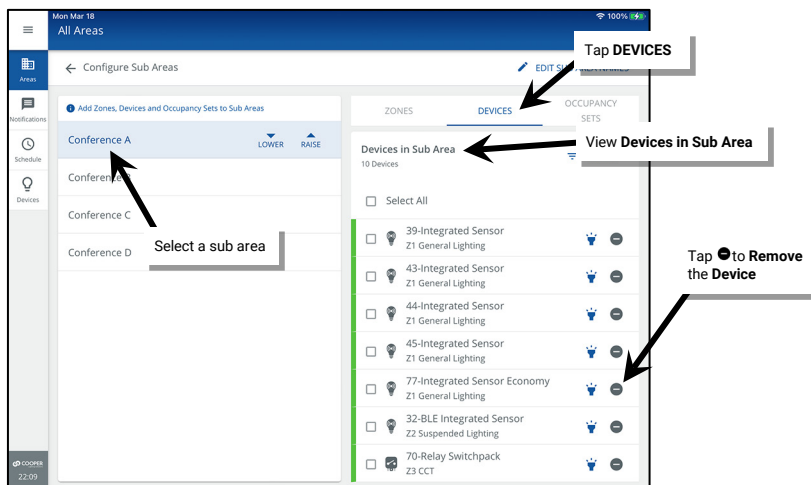 Mon Mar 18
100%
All Areas
Tap DEVICES
Configure Sub Areas
EDIT SUB AREA NAMES
Areas
Notifications
Schedule
Devices
Add Zones, Devices and Occupancy Sets to Sub Areas
Conference A
LOWER
RAISE
Conference B
Conference C
Conference D
Select a sub area
ZONES
DEVICES
OCCUPANCY
SETS
Devices in Sub Area
10 Devices
View Devices in Sub Area
Select All
39-Integrated Sensor
Z1 General Lighting
43-Integrated Sensor
Z1 General Lighting
44-Integrated Sensor
Z1 General Lighting
45-Integrated Sensor
Z1 General Lighting
77-Integrated Sensor Economy
Z1 General Lighting
32-BLE Integrated Sensor
Z2 Suspended Lighting
70-Relay Switchpack
Z3 CCT
Tap to Remove
the Device
COOPER
22:09